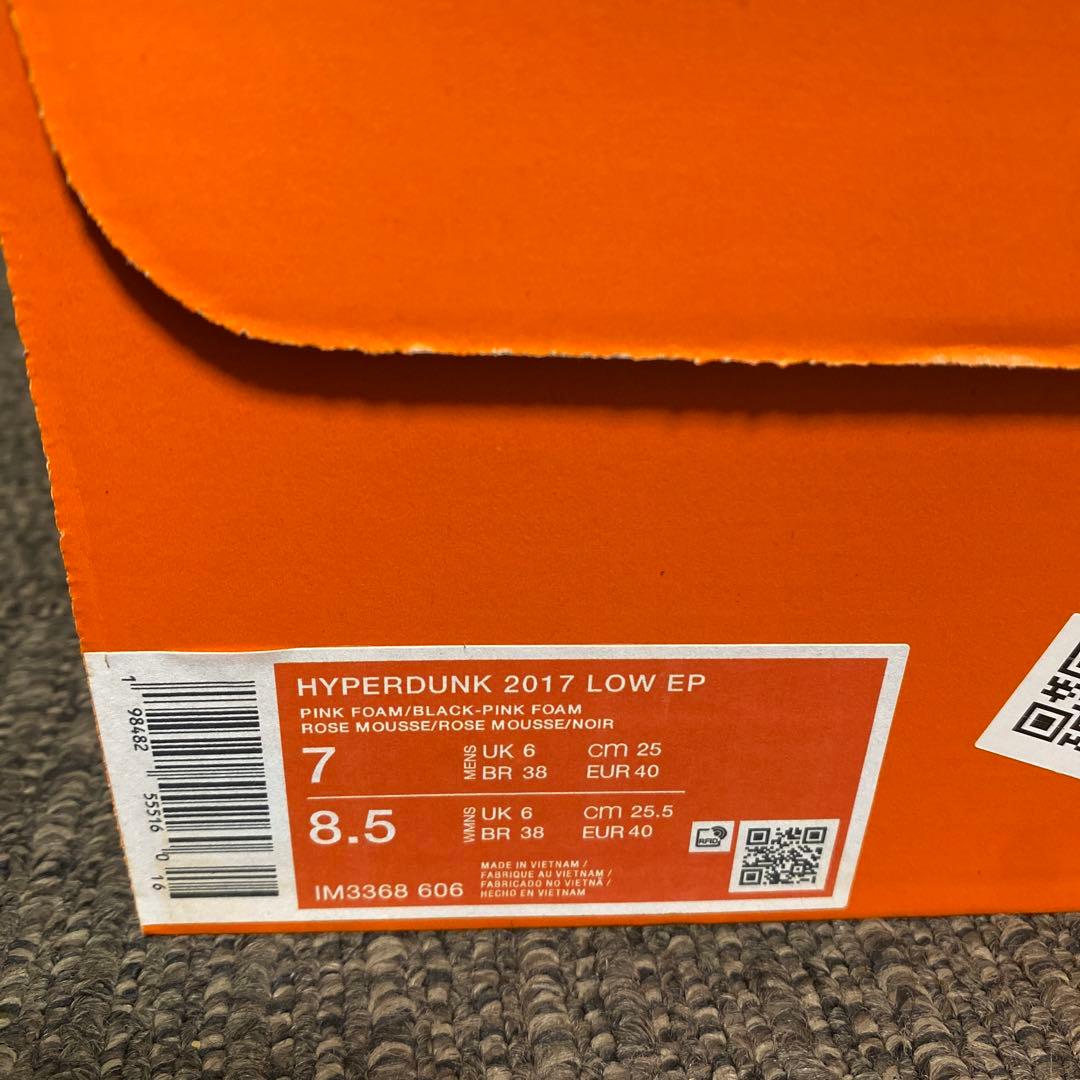 HYPERDUNK 2017 LOW EP
PINK FOAM/BLACK-PINK FOAM
ROSE MOUSSE/ROSE MOUSSE/NOIR
7 MENS UK 6 cm 25
BR 38 EUR 40
8.5 WMNS UK 6 cm 25.5
BR 38 EUR 40
RFID
MADE IN VIETNAM /
FABRIQUE AU VIETNAM /
FABRICADO NO VIETNÃ /
HECHO EN VIETNAM
IM3368 606
1 98482 55516 0 16